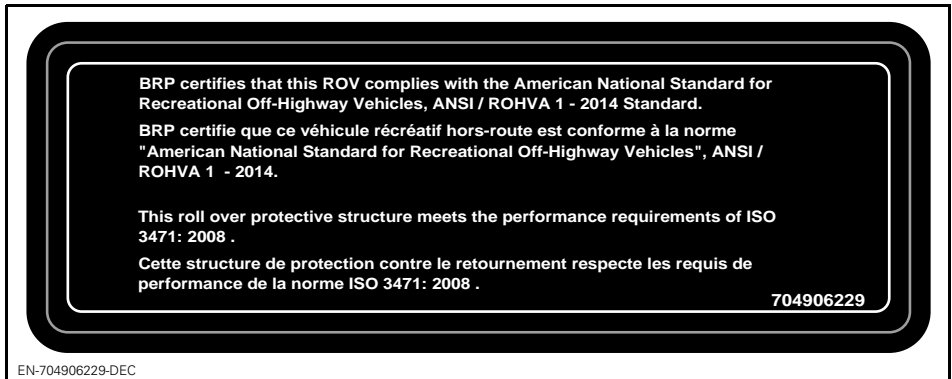 BRP certifies that this ROV complies with the American National Standard for
Recreational Off-Highway Vehicles, ANSI / ROHVA 1 - 2014 Standard.
BRP certifie que ce véhicule récréatif hors-route est conforme à la norme
"American National Standard for Recreational Off-Highway Vehicles", ANSI /
ROHVA 1  - 2014.
This roll over protective structure meets the performance requirements of ISO
3471: 2008 .
Cette structure de protection contre le retournement respecte les requis de
performance de la norme ISO 3471: 2008 .
704906229
EN-704906229-DEC